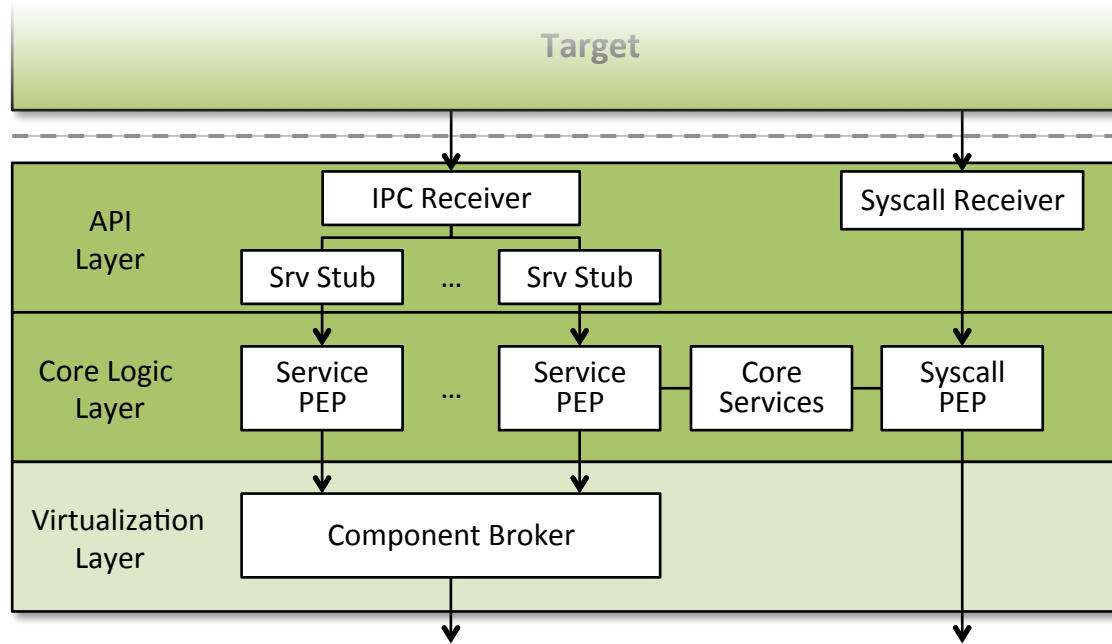 Target
IPC Receiver
Syscall Receiver
API
Layer
Srv Stub
...
Srv Stub
Core Logic
Layer
Service
PEP
...
Service
PEP
Core
Services
Syscall
PEP
Virtualization
Layer
Component Broker